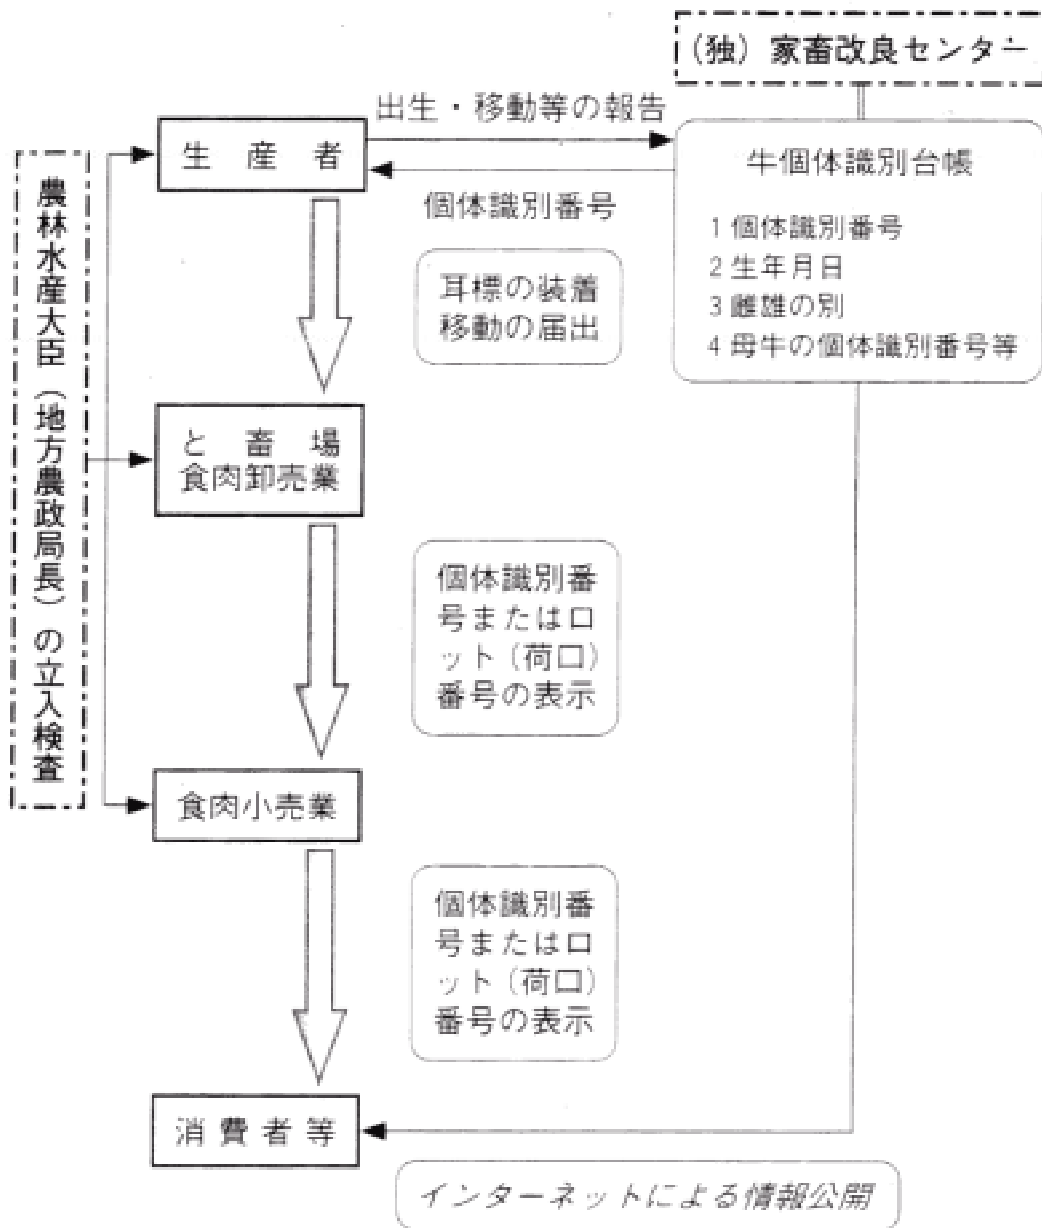 (独) 家畜改良センター
出生・移動等の報告
生産者
牛個体識別台帳
個体識別番号
1 個体識別番号
2 生年月日
3 雌雄の別
4 母牛の個体識別番号等
耳標の装着
移動の届出
農林水産大臣（地方農政局長）の立入検査
と畜場
食肉卸売業
個体識別番
号またはロ
ット（荷口）
番号の表示
食肉小売業
個体識別番
号またはロ
ット（荷口）
番号の表示
消費者等
インターネットによる情報公開